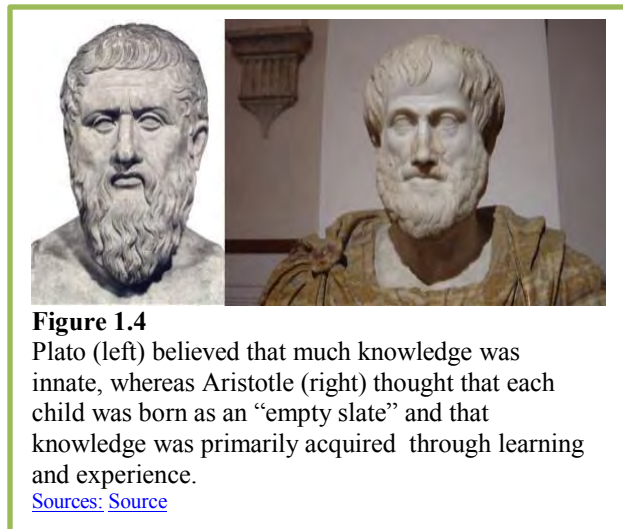 Figure 1.4
Plato (left) believed that much knowledge was
innate, whereas Aristotle (right) thought that each
child was born as an “empty slate” and that
knowledge was primarily acquired  through learning
and experience.
Sources: Source